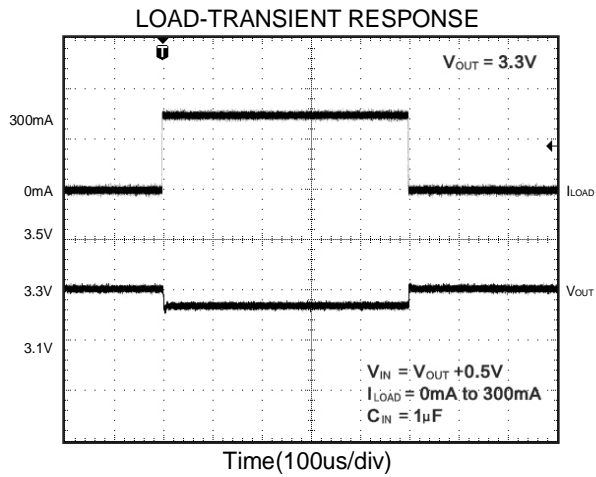 LOAD-TRANSIENT RESPONSE
T
VOUT = 3.3V
300mA
0mA
ILOAD
3.5V
3.3V
VOUT
3.1V
VIN = VOUT +0.5V
ILOAD = 0mA to 300mA
CIN = 1μF
Time(100us/div)